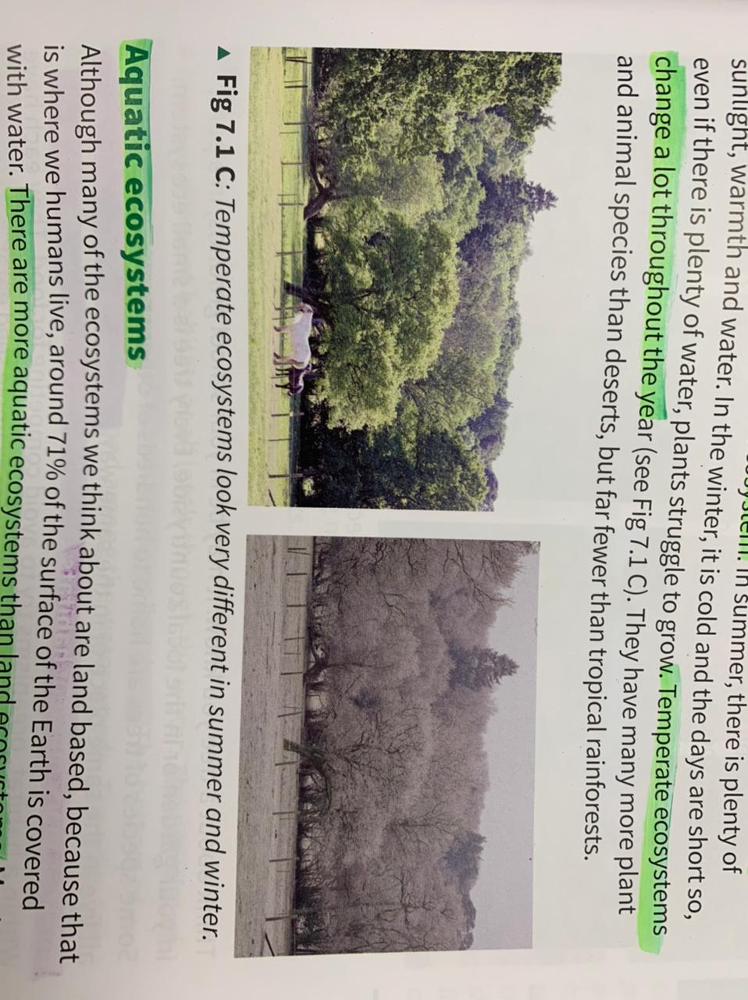 In summer, there is plenty of
sunlight, warmth and water. In the winter, it is cold and the days are short so,
even if there is plenty of water, plants struggle to grow. Temperate ecosystems
change a lot throughout the year (see Fig 7.1 C). They have many more plant
and animal species than deserts, but far fewer than tropical rainforests.
▲ Fig 7.1 C: Temperate ecosystems look very different in summer and winter.
Aquatic ecosystems
Although many of the ecosystems we think about are land based, because that
is where we humans live, around 71% of the surface of the Earth is covered
with water. There are more aquatic ecosystems than land ecosystems.